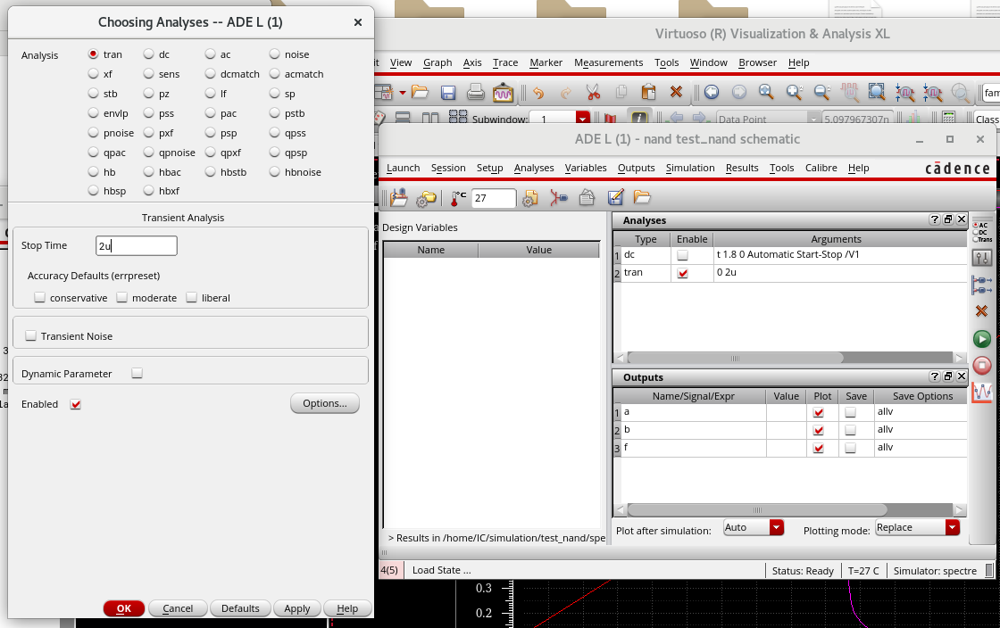 Choosing Analyses -- ADE L (1)
Analysis
tran
dc
ac
noise
xf
sens
dcmatch
acmatch
stb
pz
lf
sp
envlp
pss
pac
pstb
pnoise
pxf
psp
qpss
qpac
qpnoise
qpxf
qpsp
hb
hbac
hbstb
hbnoise
hbsp
hbxf
Transient Analysis
Stop Time
2u
Accuracy Defaults (errpreset)
conservative
moderate
liberal
Transient Noise
Dynamic Parameter
Enabled
Options...
OK
Cancel
Defaults
Apply
Help
Virtuoso (R) Visualization & Analysis XL
View Graph Axis Trace Marker Measurements Tools Window Browser Help
Subwindow: 1
Data Point
5.097967307n
Class
ADE L (1) - nand test_nand schematic
Launch Session Setup Analyses Variables Outputs Simulation Results Tools Calibre Help
cādence
27
Design Variables
Name Value
Analyses
Type Enable Arguments
1 dc t 1.8 0 Automatic Start-Stop /V1
2 tran 0 2u
AC
DC
Trans
Outputs
Name/Signal/Expr Value Plot Save Save Options
1 a allv
2 b allv
3 f allv
Plot after simulation: Auto
Plotting mode: Replace
> Results in /home/IC/simulation/test_nand/spe
4(5) Load State ...
Status: Ready T=27 C Simulator: spectre
0.3
0.2